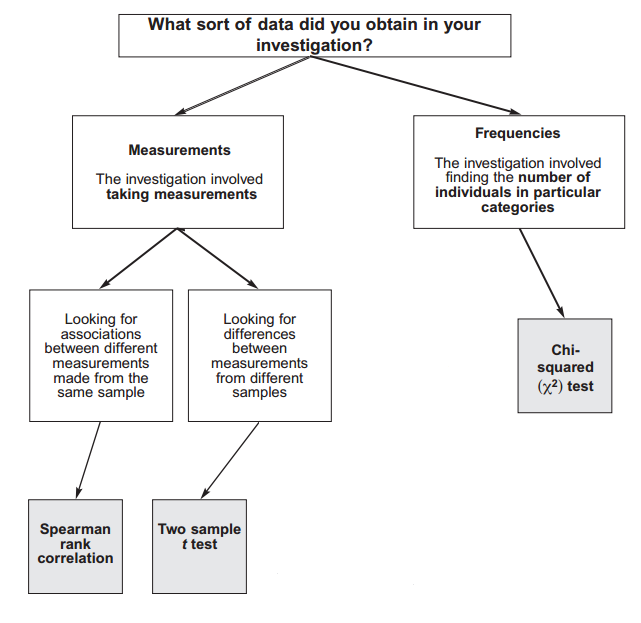 What sort of data did you obtain in your
investigation?
Measurements
The investigation involved
taking measurements
Frequencies
The investigation involved
finding the number of
individuals in particular
categories
Looking for
associations
between different
measurements
made from the
same sample
Looking for
differences
between
measurements
from different
samples
Chi-
squared
(χ²) test
Spearman
rank
correlation
Two sample
t test